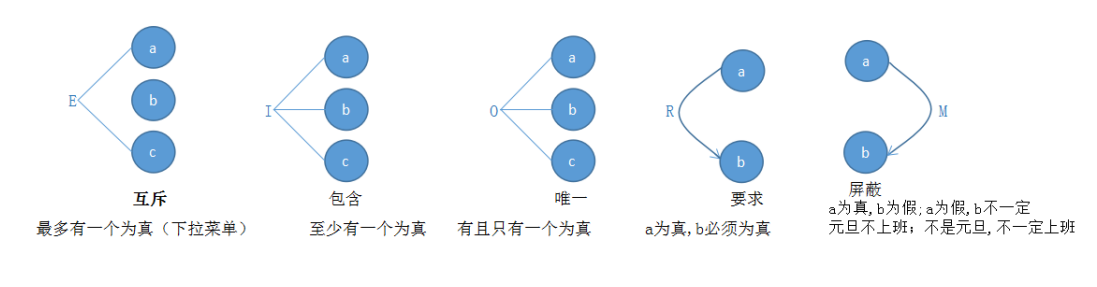 a
b
c
E
互斥
最多有一个为真（下拉菜单）
a
b
c
I
包含
至少有一个为真
a
b
c
O
唯一
有且只有一个为真
a
R
b
要求
a为真,b必须为真
a
M
b
屏蔽
a为真,b为假;a为假,b不一定
元旦不上班；不是元旦,不一定上班